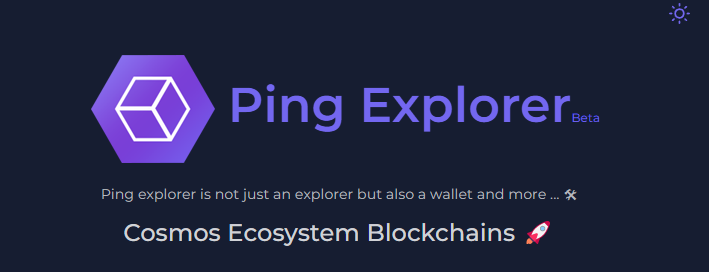 Ping Explorer Beta
Ping explorer is not just an explorer but also a wallet and more ... 🛠
Cosmos Ecosystem Blockchains 🚀